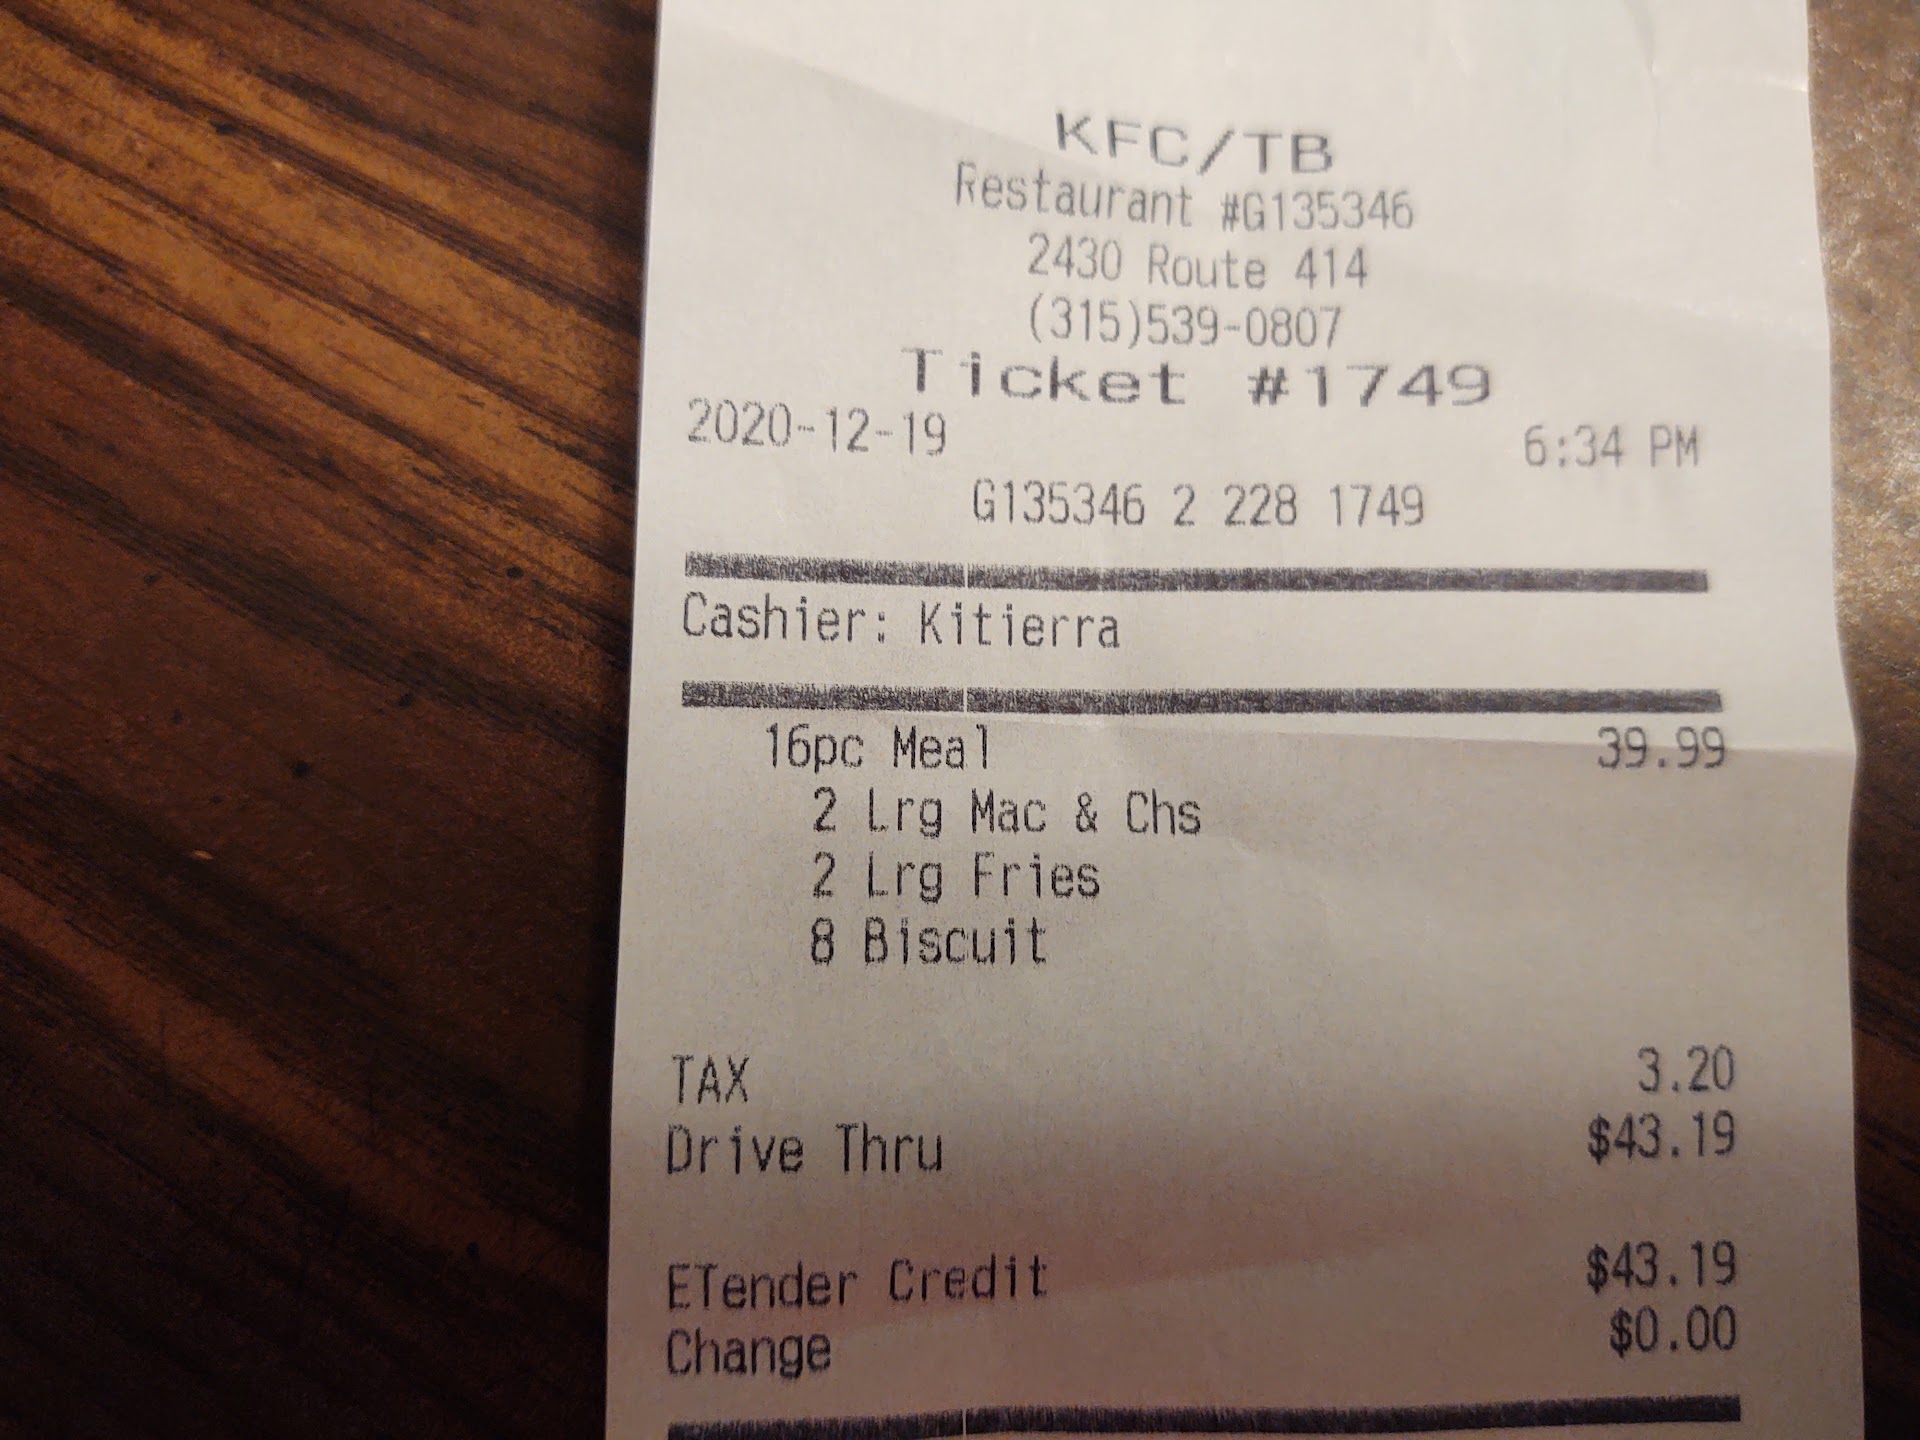 KFC/TB
Restaurant #G135346
2430 Route 414
(315)539-0807
Ticket #1749
2020-12-19 6:34 PM
G135346 2 228 1749
Cashier: Kitierra
16pc Meal 39.99
2 Lrg Mac & Chs
2 Lrg Fries
8 Biscuit
TAX 3.20
Drive Thru $43.19
ETender Credit $43.19
Change $0.00